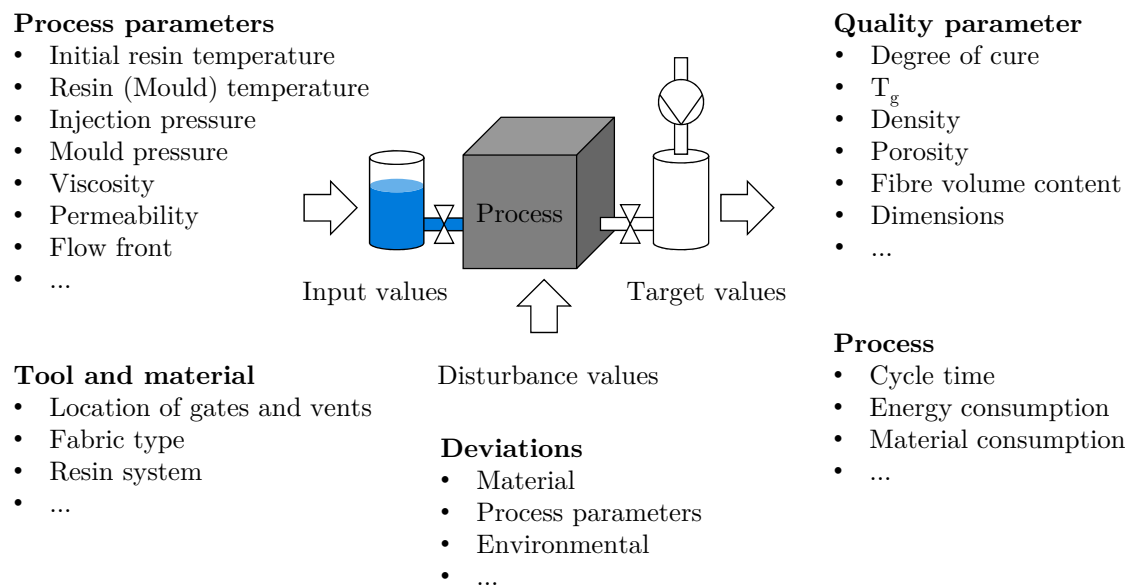 Process parameters
• Initial resin temperature
• Resin (Mould) temperature
• Injection pressure
• Mould pressure
• Viscosity
• Permeability
• Flow front
• ...
Tool and material
• Location of gates and vents
• Fabric type
• Resin system
• ...
Input values
Process
Target values
Disturbance values
Deviations
• Material
• Process parameters
• Environmental
• ...
Quality parameter
• Degree of cure
• Tg
• Density
• Porosity
• Fibre volume content
• Dimensions
• ...
Process
• Cycle time
• Energy consumption
• Material consumption
• ...